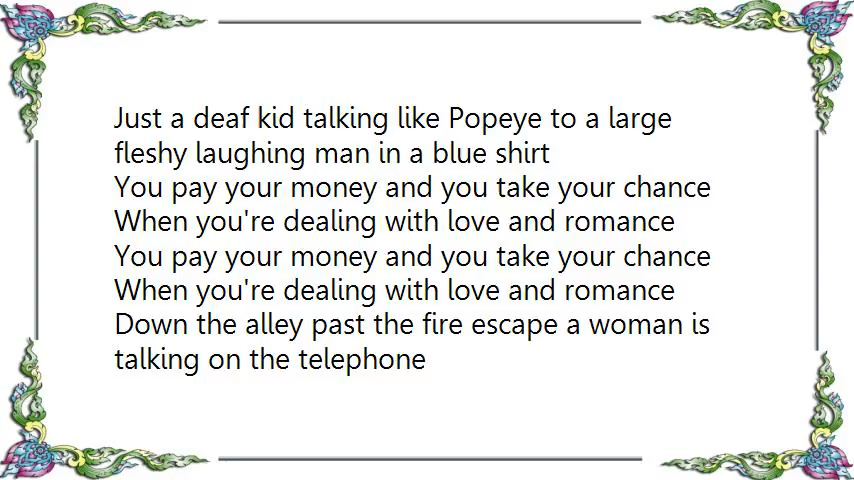 Just a deaf kid talking like Popeye to a large
fleshy laughing man in a blue shirt
You pay your money and you take your chance
When you're dealing with love and romance
You pay your money and you take your chance
When you're dealing with love and romance
Down the alley past the fire escape a woman is
talking on the telephone